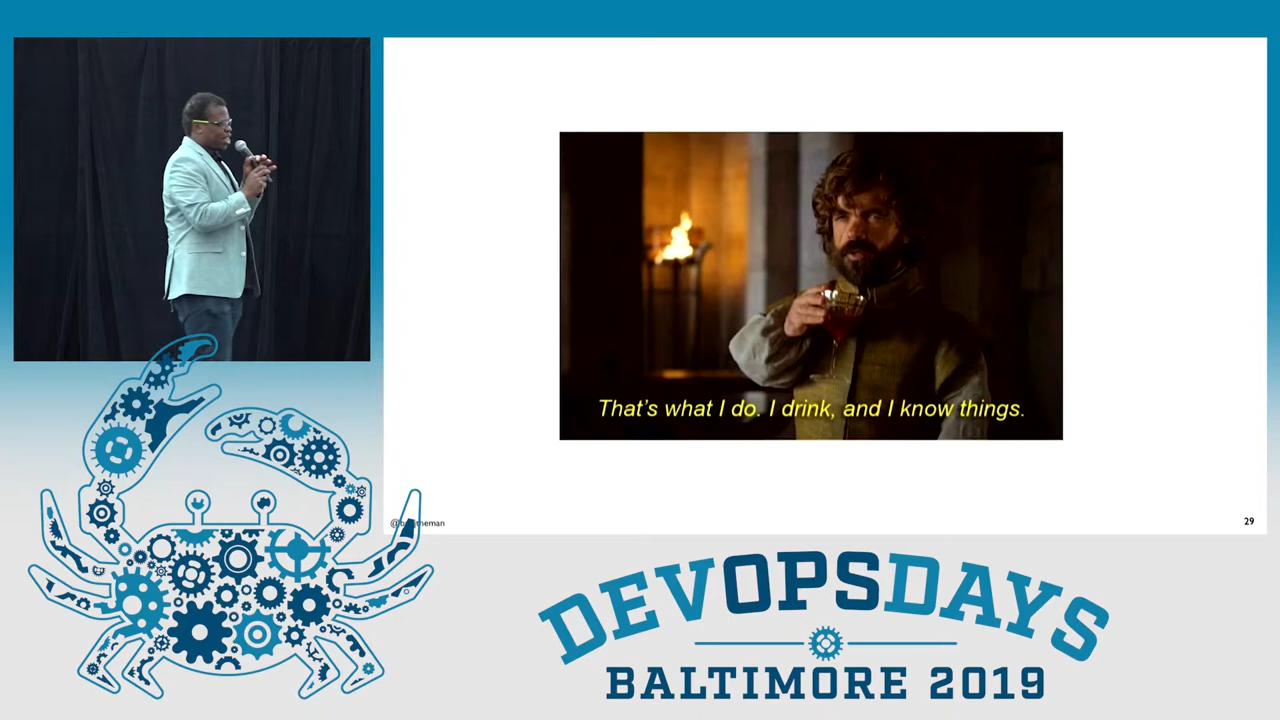 That's what I do. I drink, and I know things.
29
DEVOPSDAYS
BALTIMORE 2019